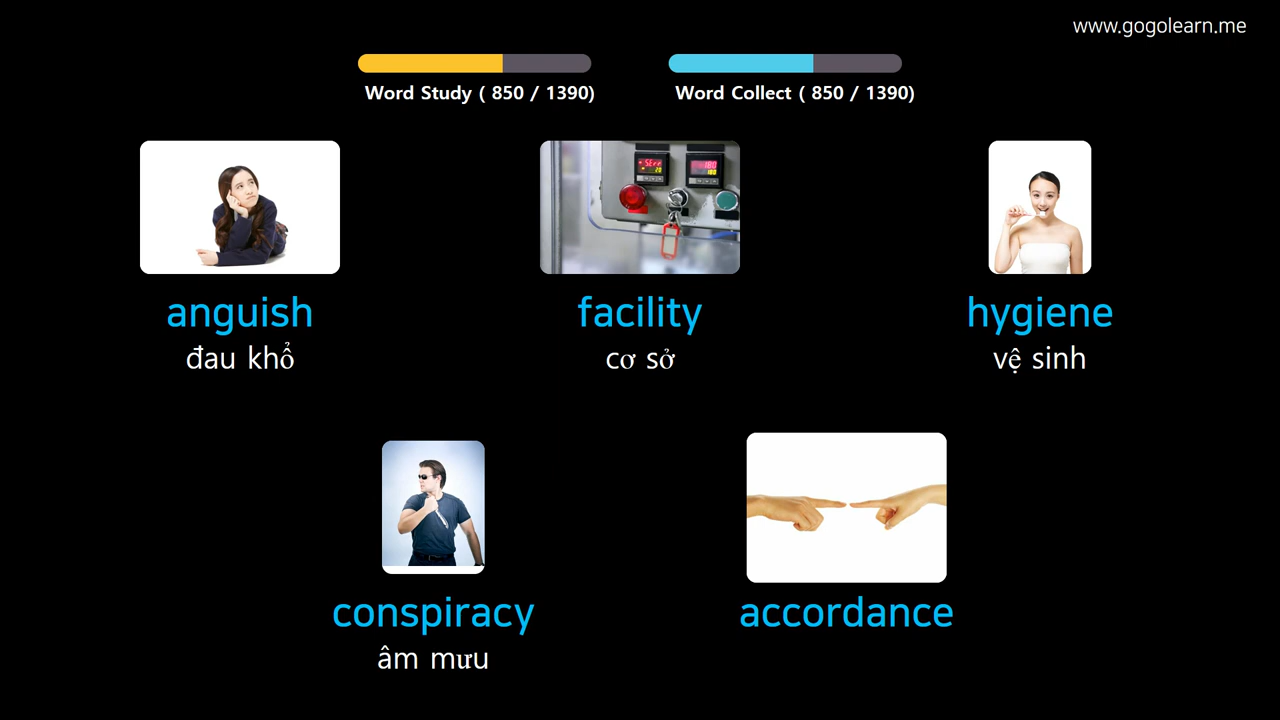 www.gogolearn.me
Word Study ( 850 / 1390)
Word Collect ( 850 / 1390)
anguish
đau khổ
facility
cơ sở
hygiene
vệ sinh
conspiracy
âm mưu
accordance